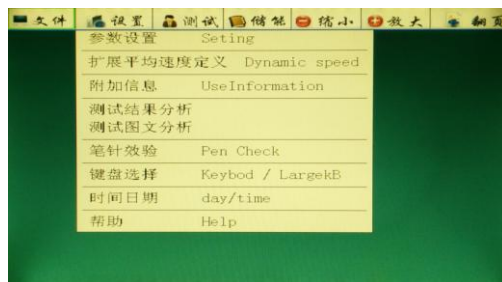 文件 设置 测试 储能 缩小 放大 翻页
参数设置 Seting
扩展平均速度定义 Dynamic speed
附加信息 UseInformation
测试结果分析
测试图文分析
笔针效验 Pen Check
键盘选择 Keybod / LargekB
时间日期 day/time
帮助 Help